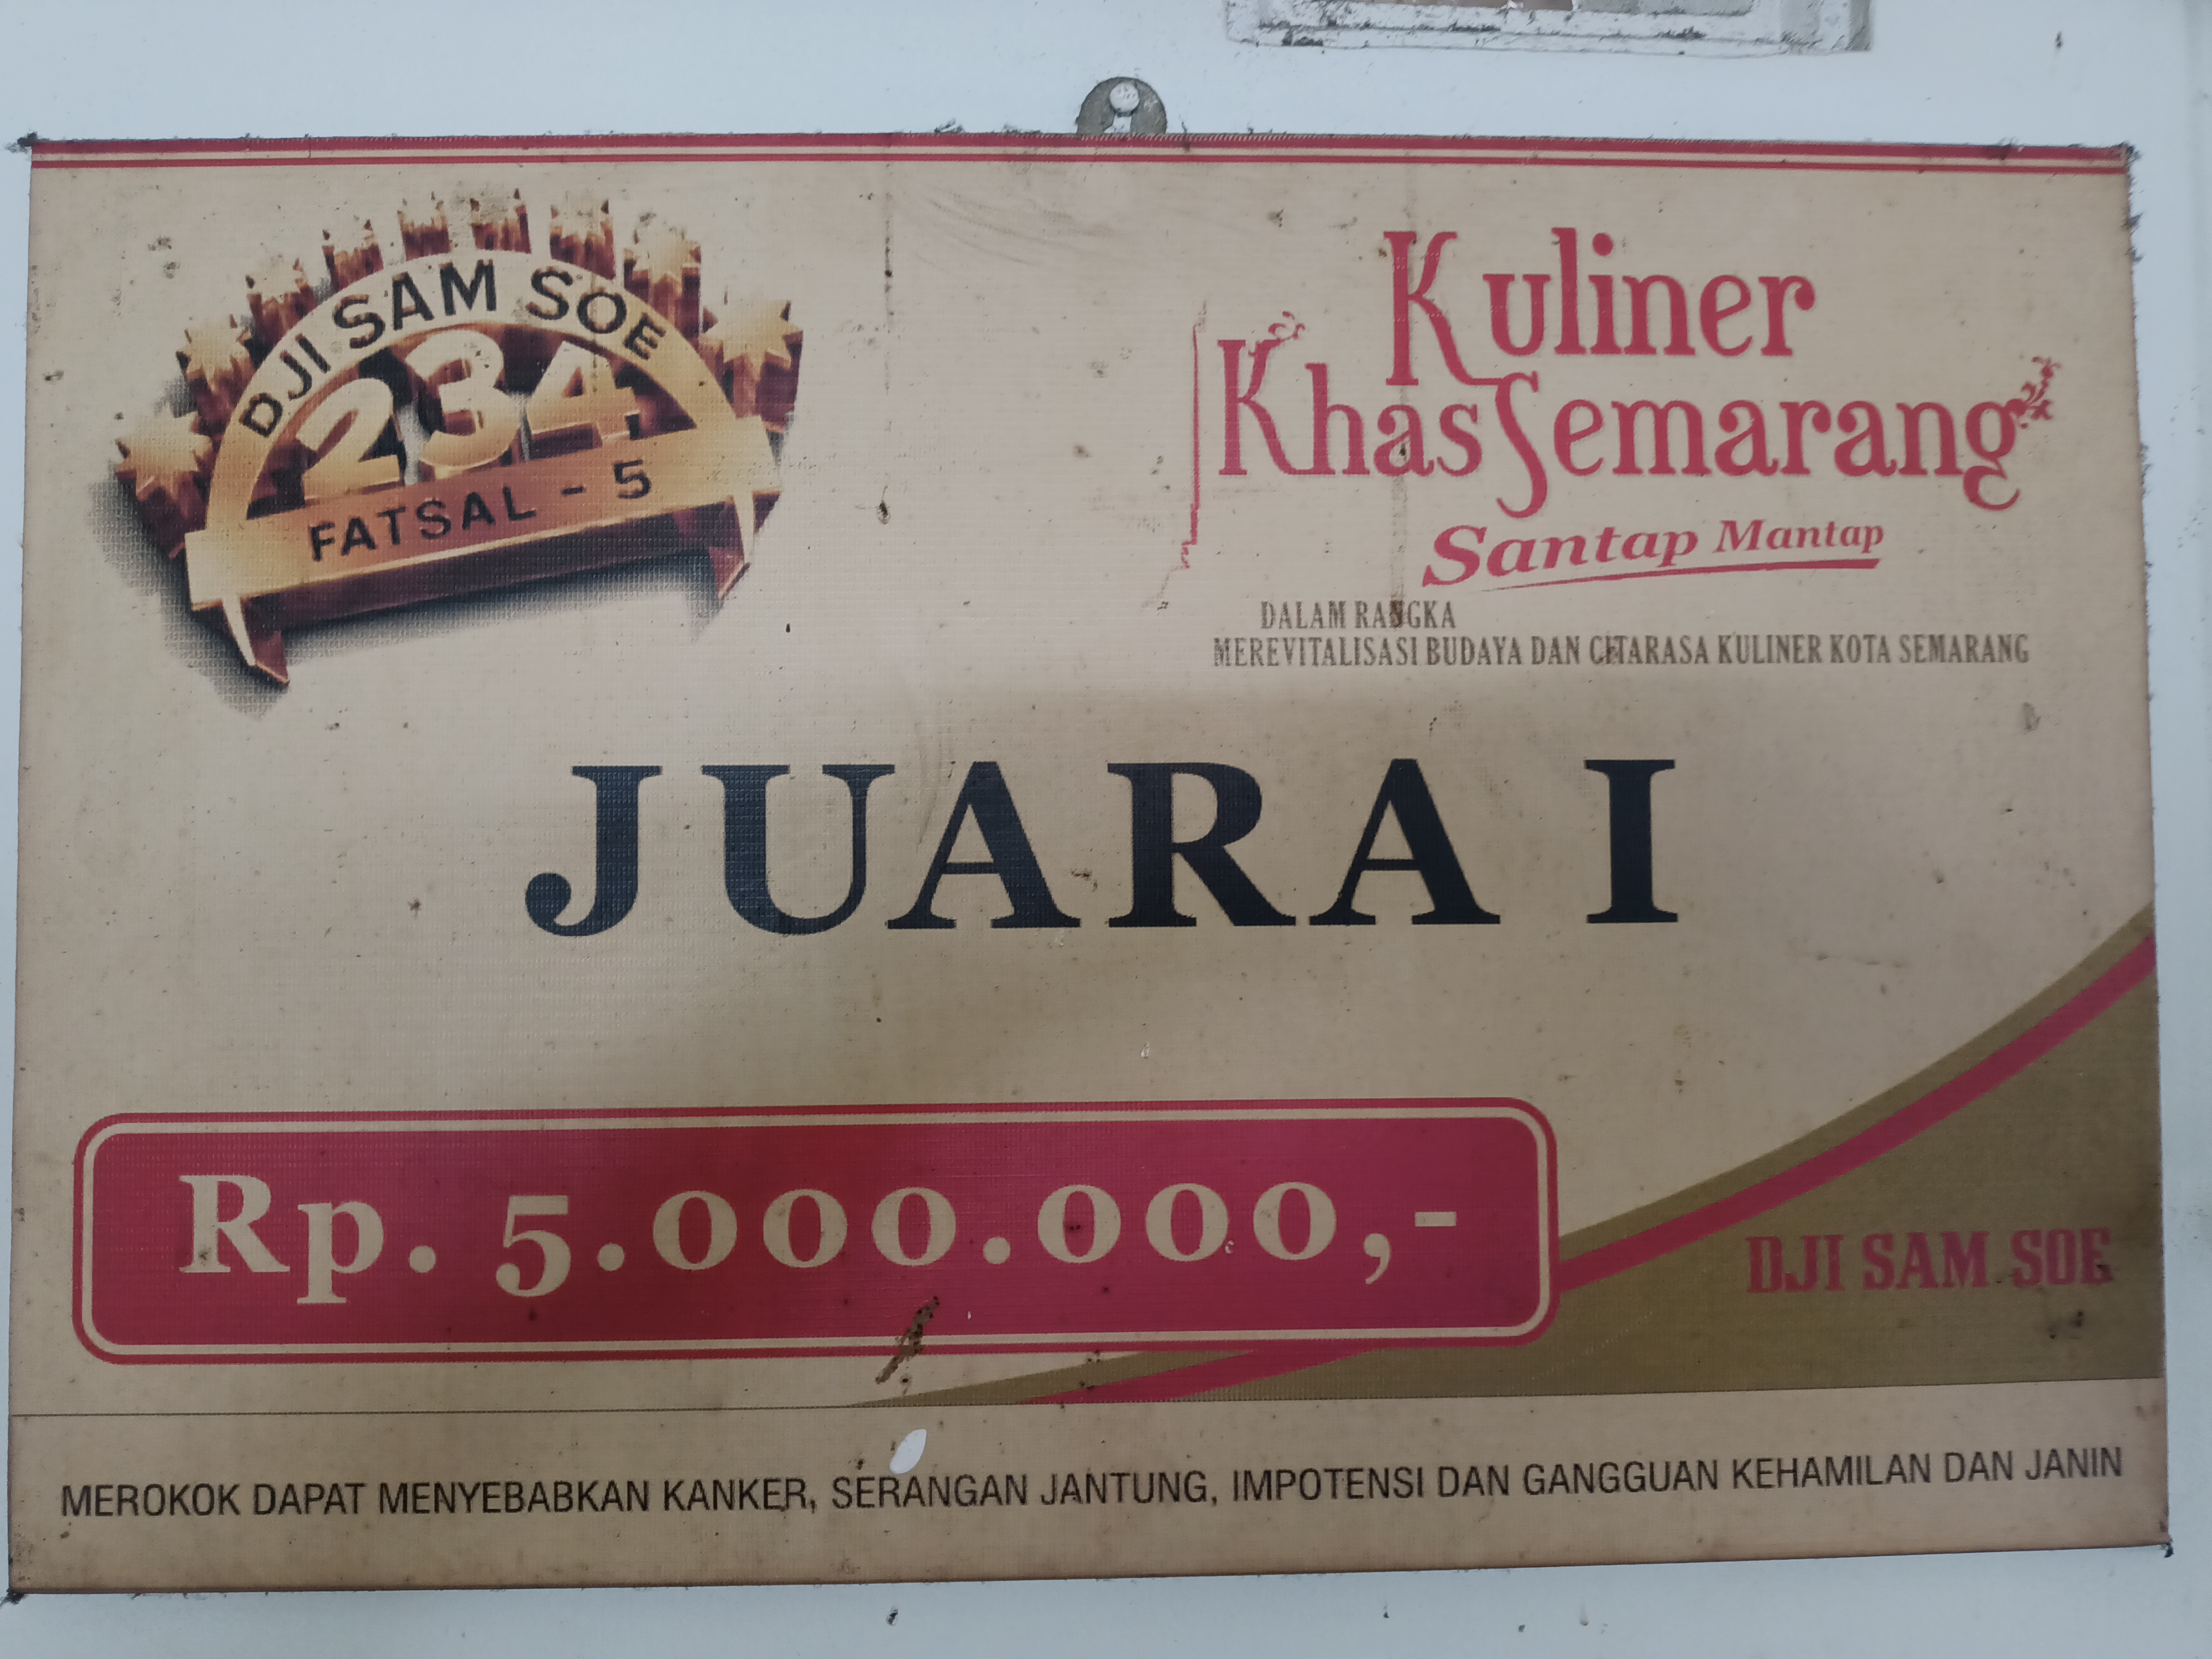 DJI SAM SOE
234
FATSAL - 5
Kuliner
Khas Semarang
Santap Mantap
DALAM RANGKA
MEREVITALISASI BUDAYA DAN CITARASA KULINER KOTA SEMARANG
JUARA I
Rp. 5.000.000,-
DJI SAM SOE
MEROKOK DAPAT MENYEBABKAN KANKER, SERANGAN JANTUNG, IMPOTENSI DAN GANGGUAN KEHAMILAN DAN JANIN